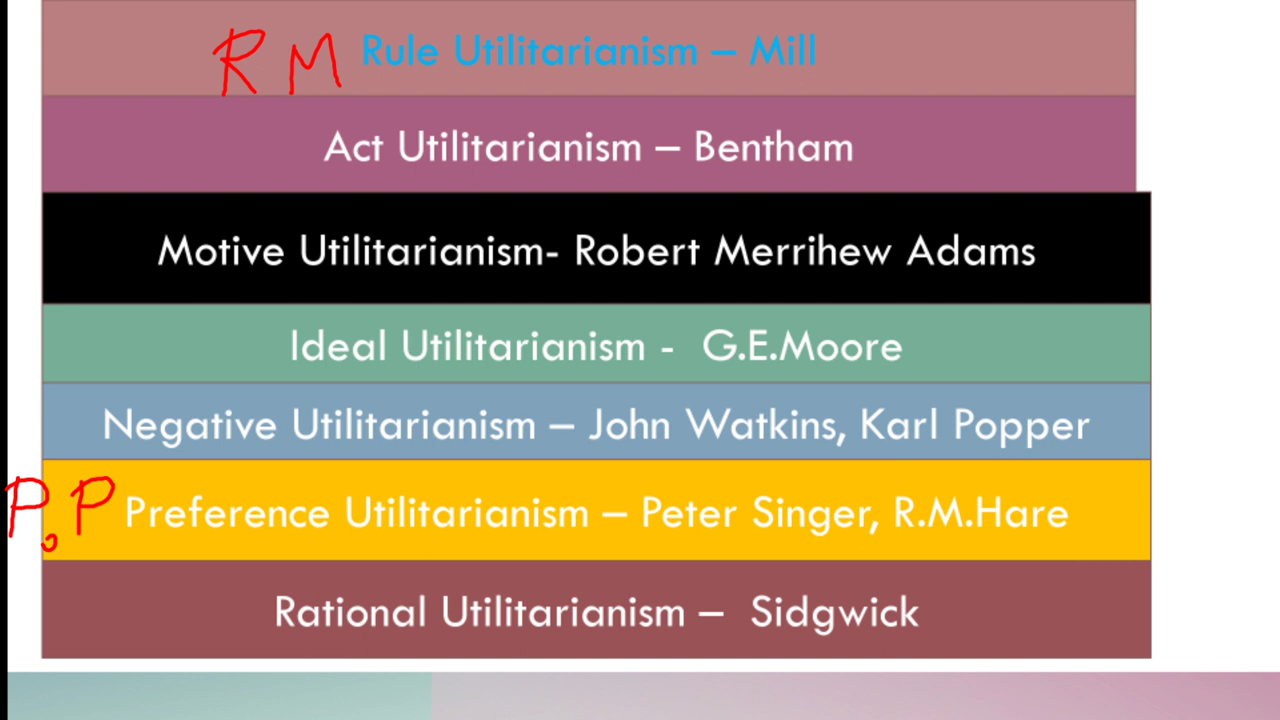 R M Rule Utilitarianism – Mill
Act Utilitarianism – Bentham
Motive Utilitarianism- Robert Merrihew Adams
Ideal Utilitarianism - G.E.Moore
Negative Utilitarianism – John Watkins, Karl Popper
P. P Preference Utilitarianism – Peter Singer, R.M.Hare
Rational Utilitarianism – Sidgwick